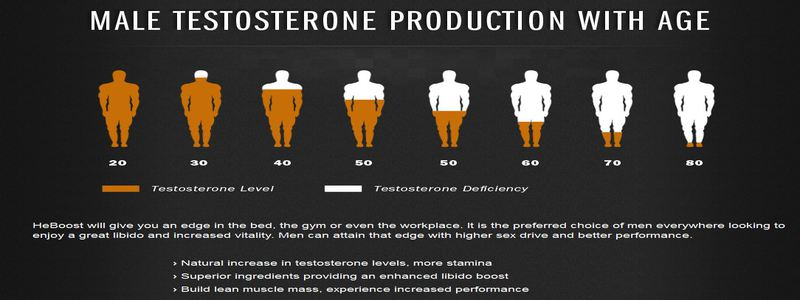 MALE TESTOSTERONE PRODUCTION WITH AGE
20 30 40 50 50 60 70 80
Testosterone Level Testosterone Deficiency
HeBoost will give you an edge in the bed, the gym or even the workplace. It is the preferred choice of men everywhere looking to
enjoy a great libido and increased vitality. Men can attain that edge with higher sex drive and better performance.
› Natural increase in testosterone levels, more stamina
› Superior ingredients providing an enhanced libido boost
› Build lean muscle mass, experience increased performance